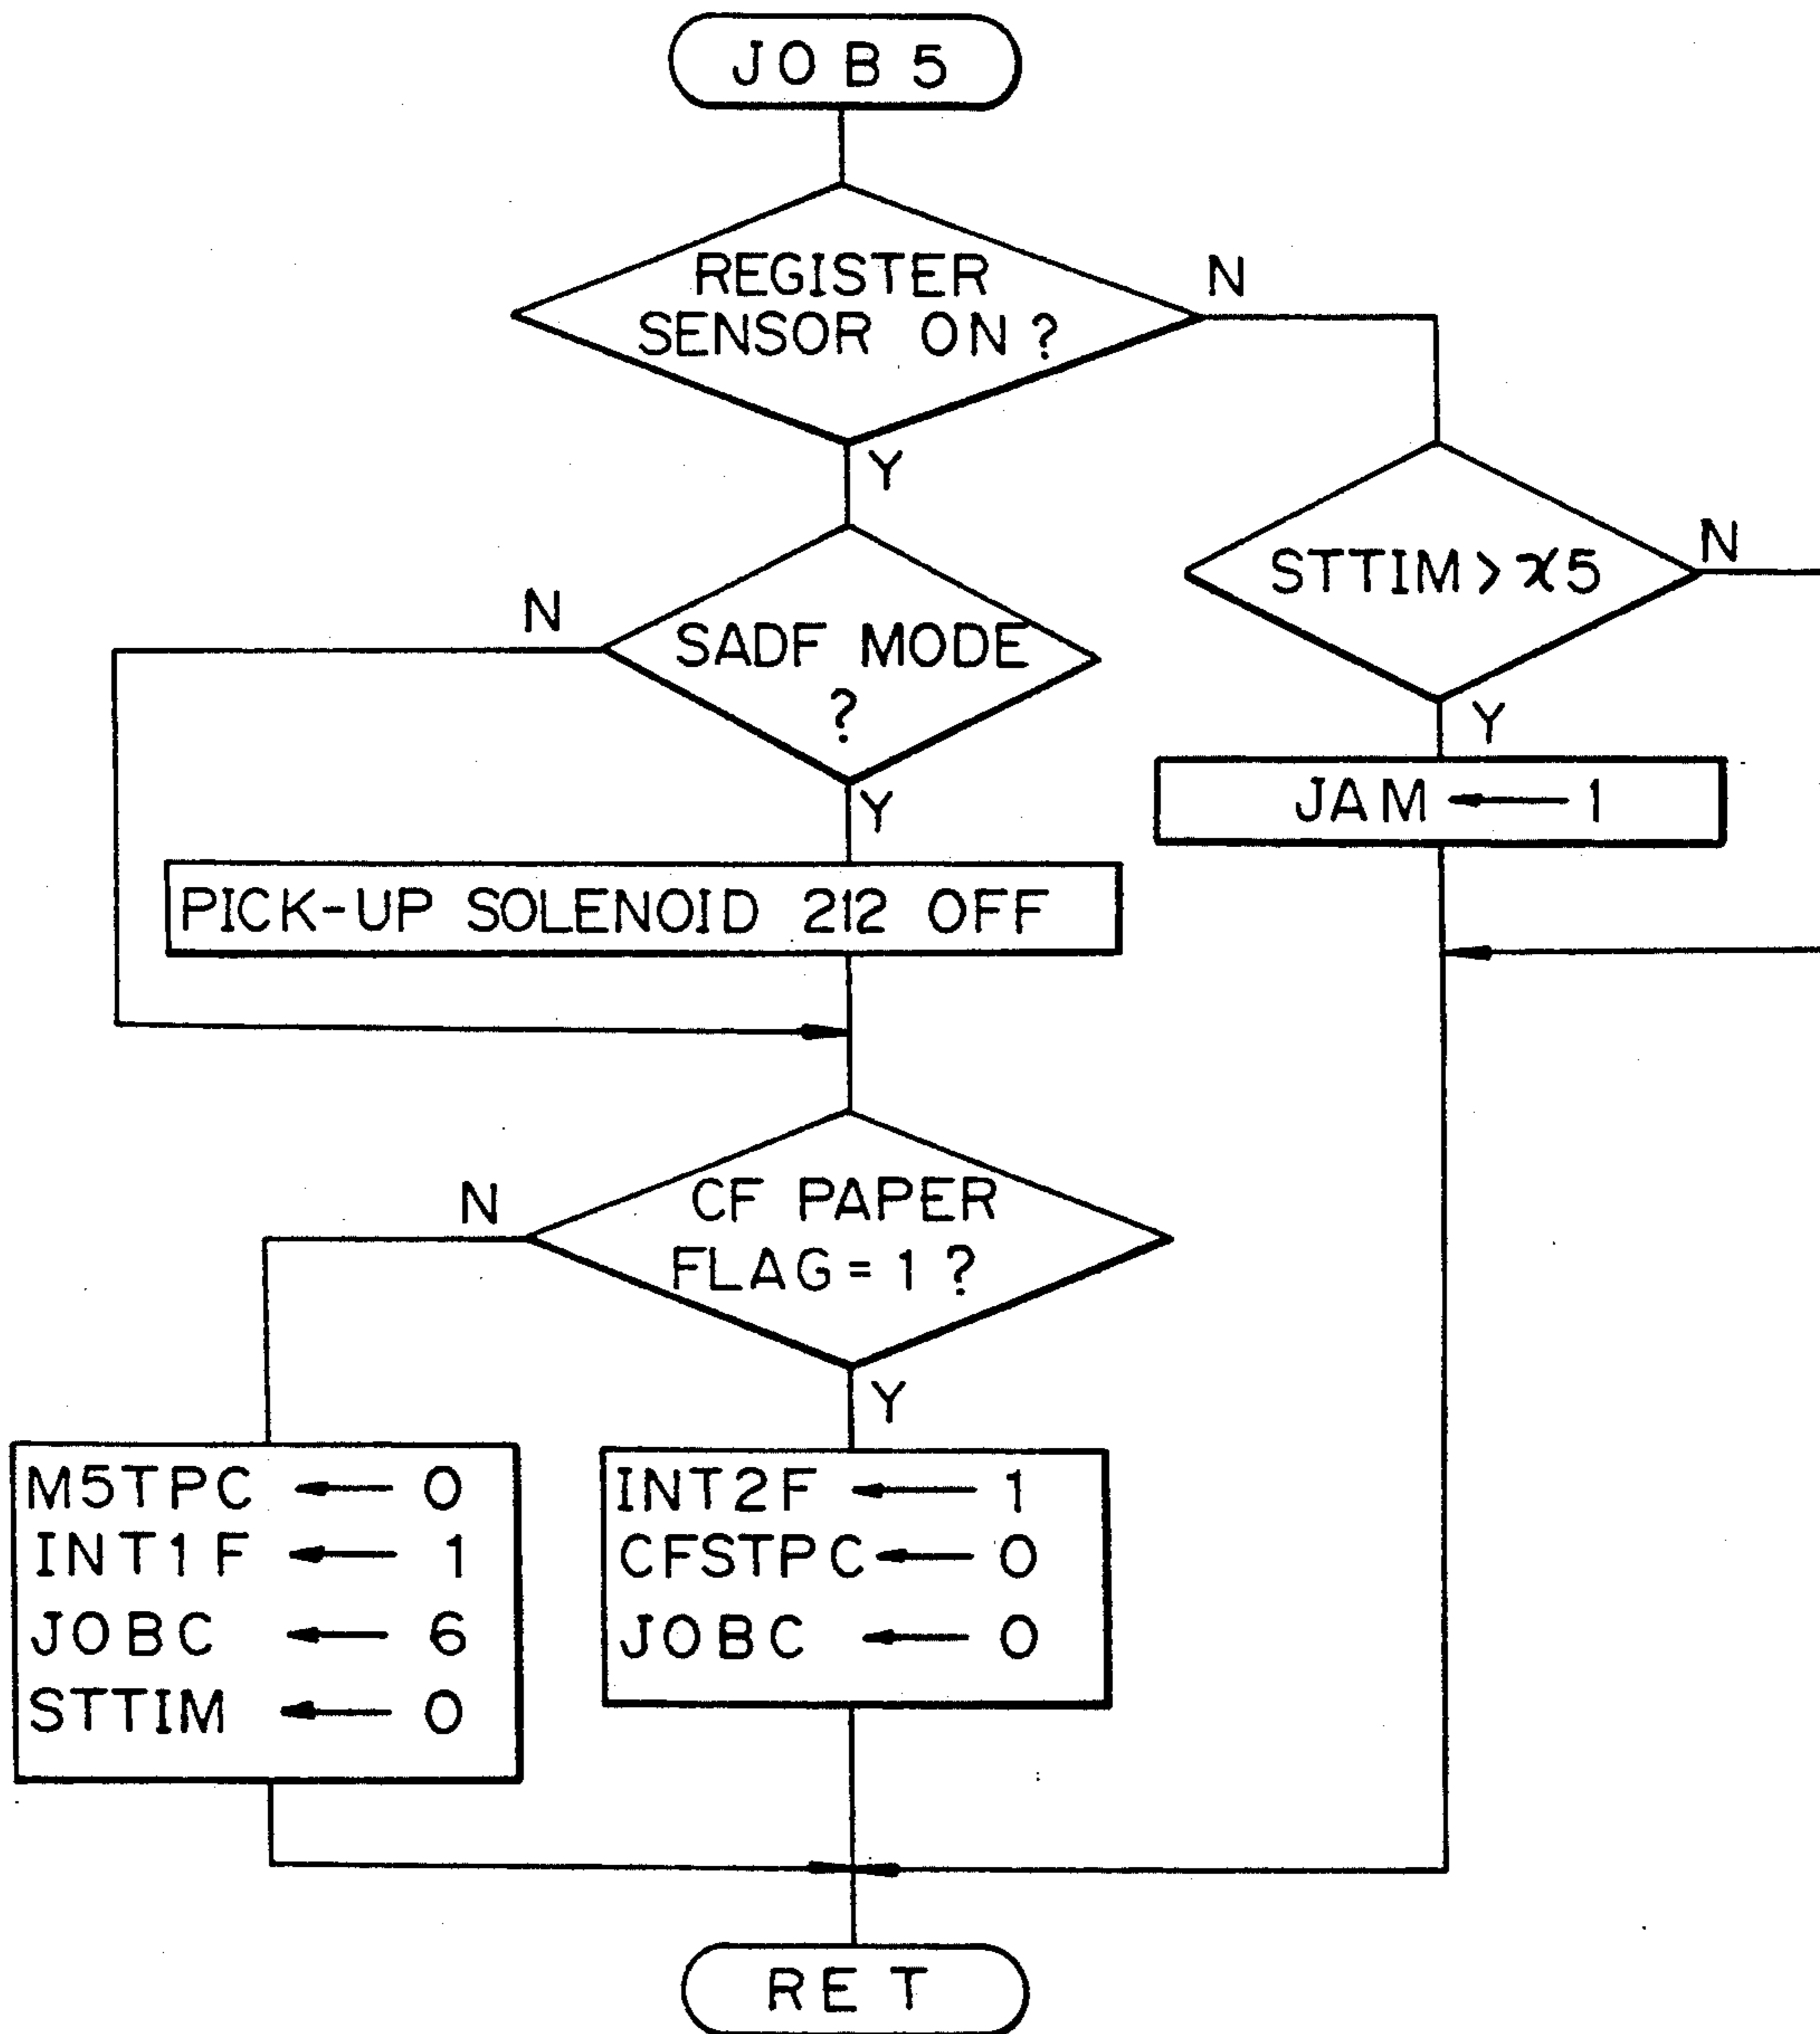 JOB5
REGISTER
SENSOR ON ?
N
Y
STTIM > x5
N
Y
JAM ← 1
N
SADF MODE
?
Y
PICK-UP SOLENOID 212 OFF
CF PAPER
FLAG = 1 ?
N
Y
M5TPC ← 0
INT1F ← 1
JOBC ← 6
STTIM ← 0
INT2F ← 1
CFSTPC ← 0
JOBC ← 0
RET